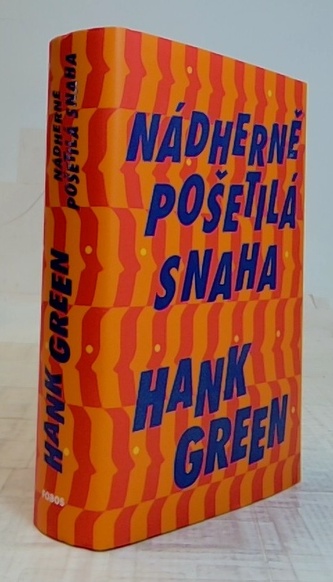 NÁDHERNĚ
POŠETILÁ SNAHA
HANK GREEN
NÁDHERNĚ
POŠETILÁ
SNAHA
HANK
GREEN